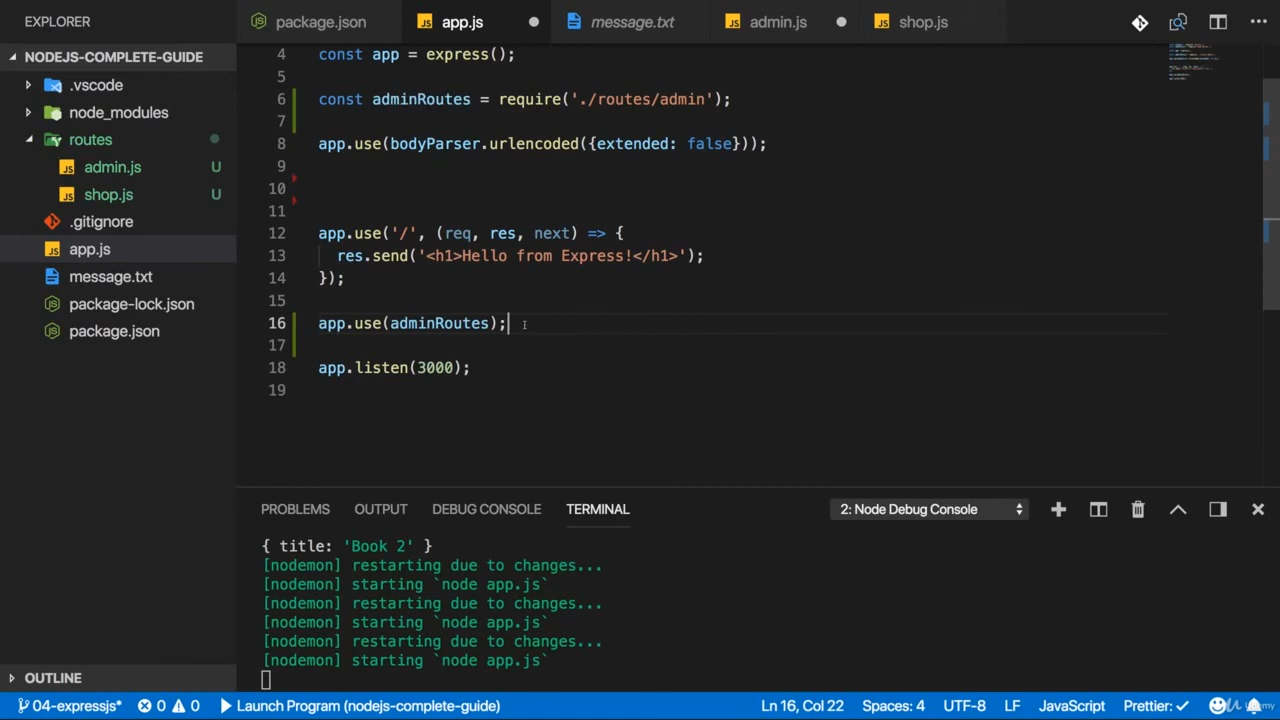 EXPLORER
package.json
app.js
message.txt
admin.js
shop.js
NODEJS-COMPLETE-GUIDE
.vscode
node_modules
routes
admin.js U
shop.js U
.gitignore
app.js
message.txt
package-lock.json
package.json
OUTLINE
4 const app = express();
5
6 const adminRoutes = require('./routes/admin');
7
8 app.use(bodyParser.urlencoded({extended: false}));
9
10
11
12 app.use('/', (req, res, next) => {
13 res.send('<h1>Hello from Express!</h1>');
14 });
15
16 app.use(adminRoutes);
17
18 app.listen(3000);
19
PROBLEMS OUTPUT DEBUG CONSOLE TERMINAL 2: Node Debug Console
{ title: 'Book 2' }
[nodemon] restarting due to changes...
[nodemon] starting `node app.js`
[nodemon] restarting due to changes...
[nodemon] starting `node app.js`
[nodemon] restarting due to changes...
[nodemon] starting `node app.js`
04-expressjs* 0 0 Launch Program (nodejs-complete-guide) Ln 16, Col 22 Spaces: 4 UTF-8 LF JavaScript Prettier: ✓ Udemy